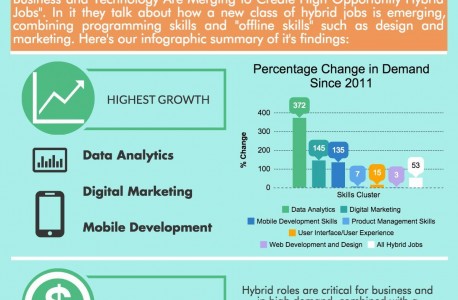 Business and Technology Are Merging to Create High Opportunity Hybrid
Jobs". In it they talk about how a new class of hybrid jobs is emerging,
combining programming skills and "offline skills" such as design and
marketing. Here's our infographic summary of it's findings:
HIGHEST GROWTH
Data Analytics
Digital Marketing
Mobile Development
Percentage Change in Demand
Since 2011
% Change
400
300
200
100
0
372
145
135
7
15
3
53
Skills Cluster
Data Analytics
Digital Marketing
Mobile Development Skills
Product Management Skills
User Interface/User Experience
Web Development and Design
All Hybrid Jobs
$
Hybrid roles are critical for business and